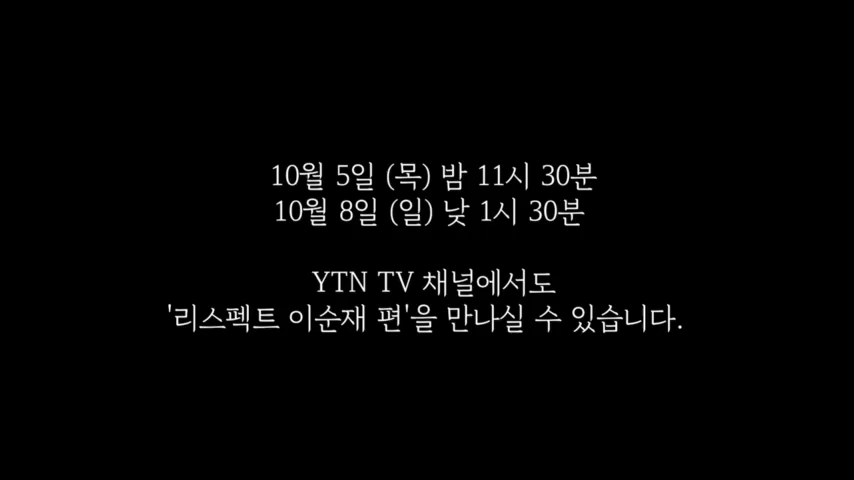 10월 5일 (목) 밤 11시 30분
10월 8일 (일) 낮 1시 30분
YTN TV 채널에서도
'리스펙트 이순재 편'을 만나실 수 있습니다.